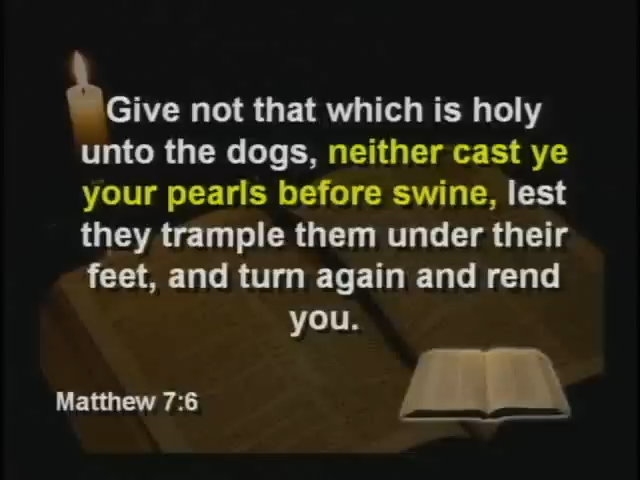 Give not that which is holy
unto the dogs, neither cast ye
your pearls before swine, lest
they trample them under their
feet, and turn again and rend
you.
Matthew 7:6